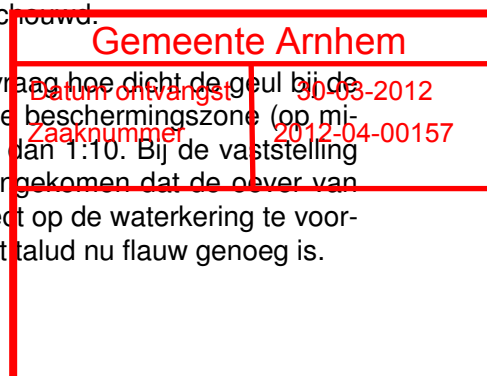 chouwd.
Gemeente Arnhem
vraag hoe dicht de geul bij de
Datum ontvangst 30-03-2012
e beschermingszone (op mi-
Zaaknummer 2012-04-00157
dan 1:10. Bij de vaststelling
ngekomen dat de oever van
ect op de waterkering te voor-
t talud nu flauw genoeg is.